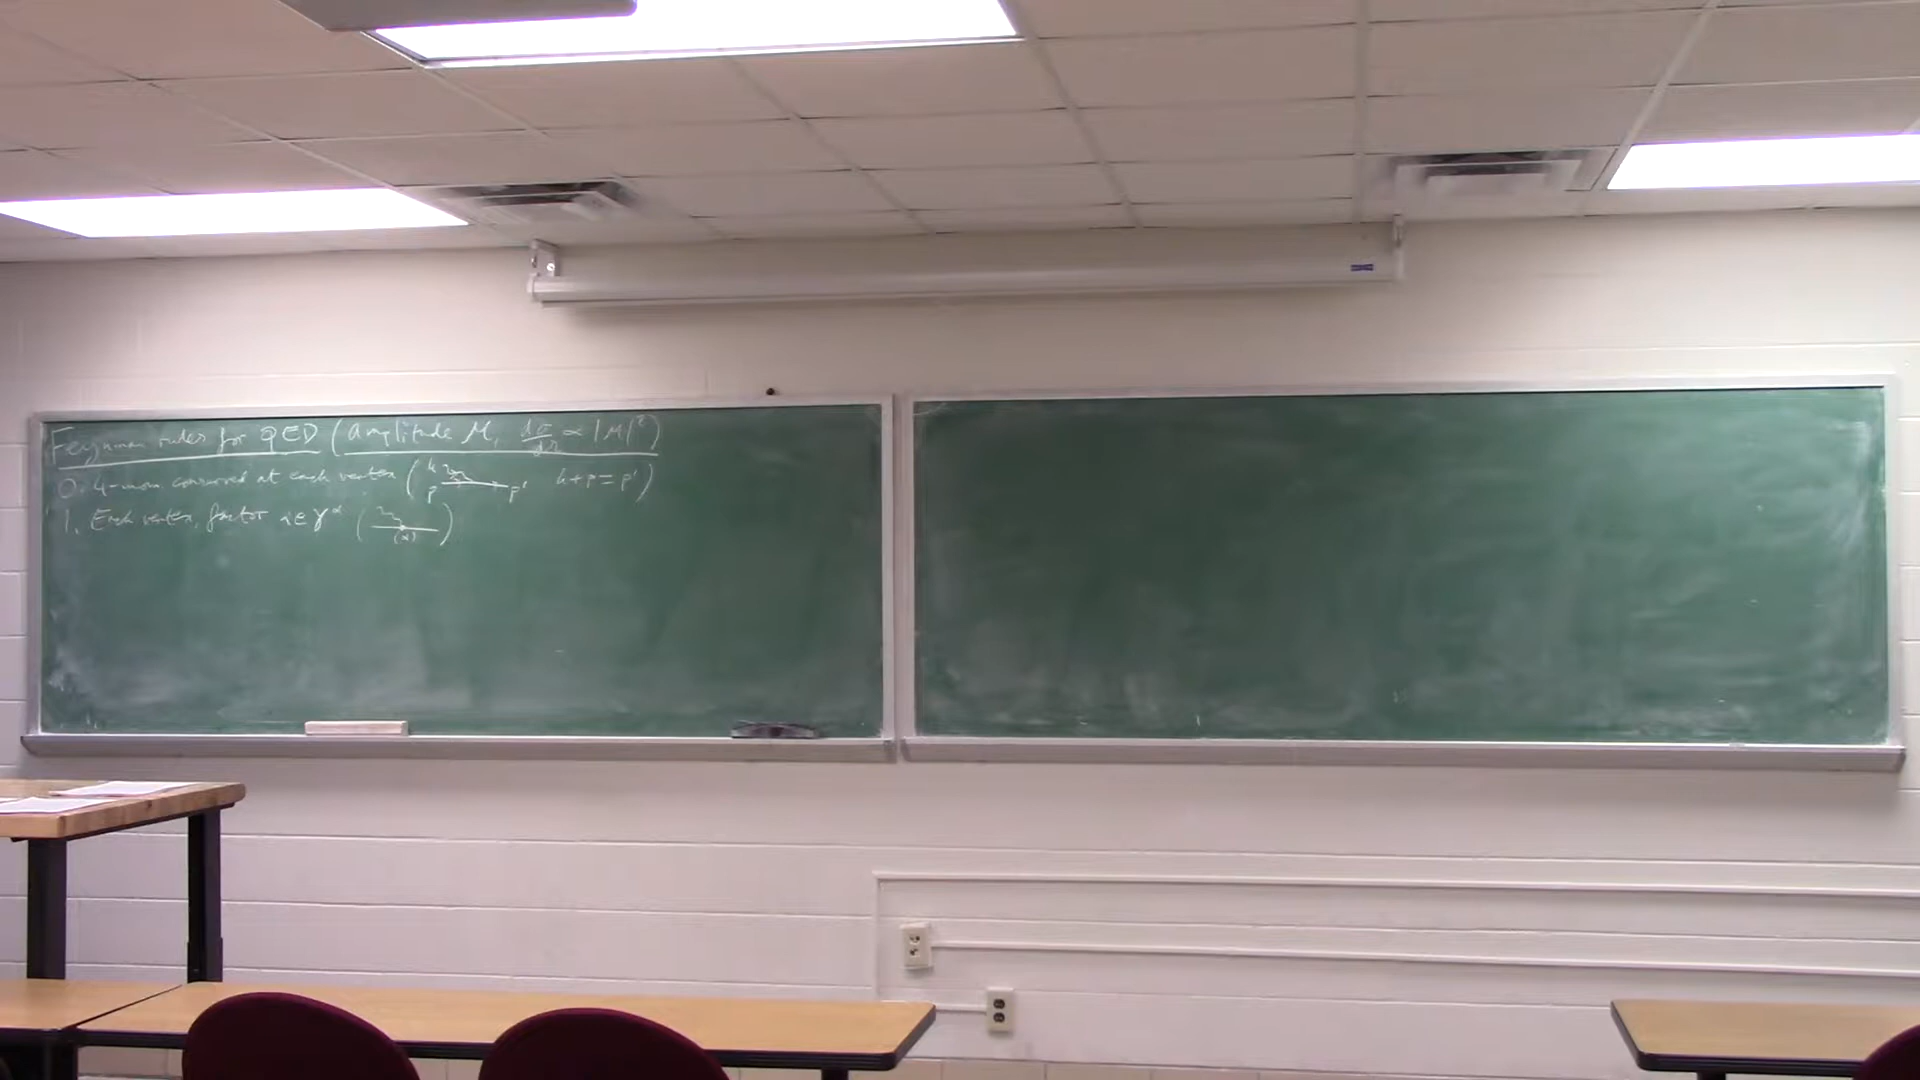 Feynman rules for QED (amplitude M, dσ/dΩ ∝ |M|²)
0. 4-mom. conserved at each vertex (k p p' k+p=p')
1. Each vertex, factor ieγ^α ((α))